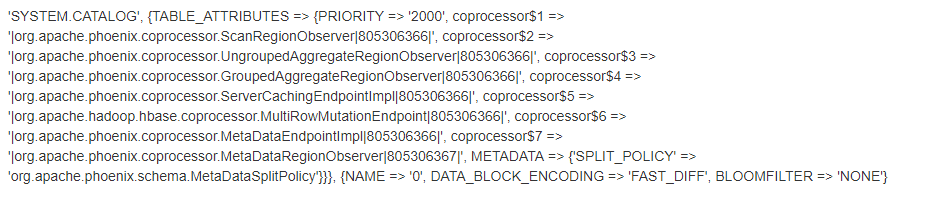 'SYSTEM.CATALOG', {TABLE_ATTRIBUTES => {PRIORITY => '2000', coprocessor$1 =>
'|org.apache.phoenix.coprocessor.ScanRegionObserver|805306366|', coprocessor$2 =>
'|org.apache.phoenix.coprocessor.UngroupedAggregateRegionObserver|805306366|', coprocessor$3 =>
'|org.apache.phoenix.coprocessor.GroupedAggregateRegionObserver|805306366|', coprocessor$4 =>
'|org.apache.phoenix.coprocessor.ServerCachingEndpointImpl|805306366|', coprocessor$5 =>
'|org.apache.hadoop.hbase.coprocessor.MultiRowMutationEndpoint|805306366|', coprocessor$6 =>
'|org.apache.phoenix.coprocessor.MetaDataEndpointImpl|805306366|', coprocessor$7 =>
'|org.apache.phoenix.coprocessor.MetaDataRegionObserver|805306367|', METADATA => {'SPLIT_POLICY' =>
'org.apache.phoenix.schema.MetaDataSplitPolicy'}}}, {NAME => '0', DATA_BLOCK_ENCODING => 'FAST_DIFF', BLOOMFILTER => 'NONE'}